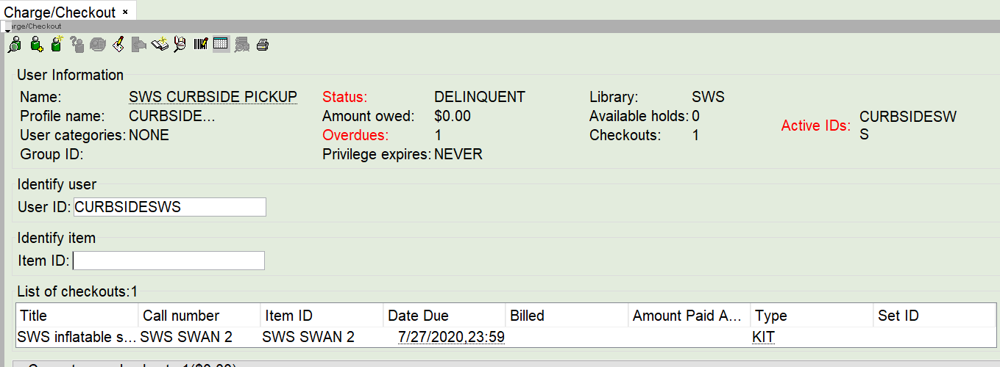 Charge/Checkout ×
arge/Checkout
User Information
Name: SWS CURBSIDE PICKUP Status: DELINQUENT Library: SWS
Profile name: CURBSIDE... Amount owed: $0.00 Available holds: 0 Active IDs: CURBSIDESW
User categories: NONE Overdues: 1 Checkouts: 1 S
Group ID: Privilege expires: NEVER
Identify user
User ID: CURBSIDESWS
Identify item
Item ID:
List of checkouts:1
Title Call number Item ID Date Due Billed Amount Paid A... Type Set ID
SWS inflatable s... SWS SWAN 2 SWS SWAN 2 7/27/2020,23:59 KIT